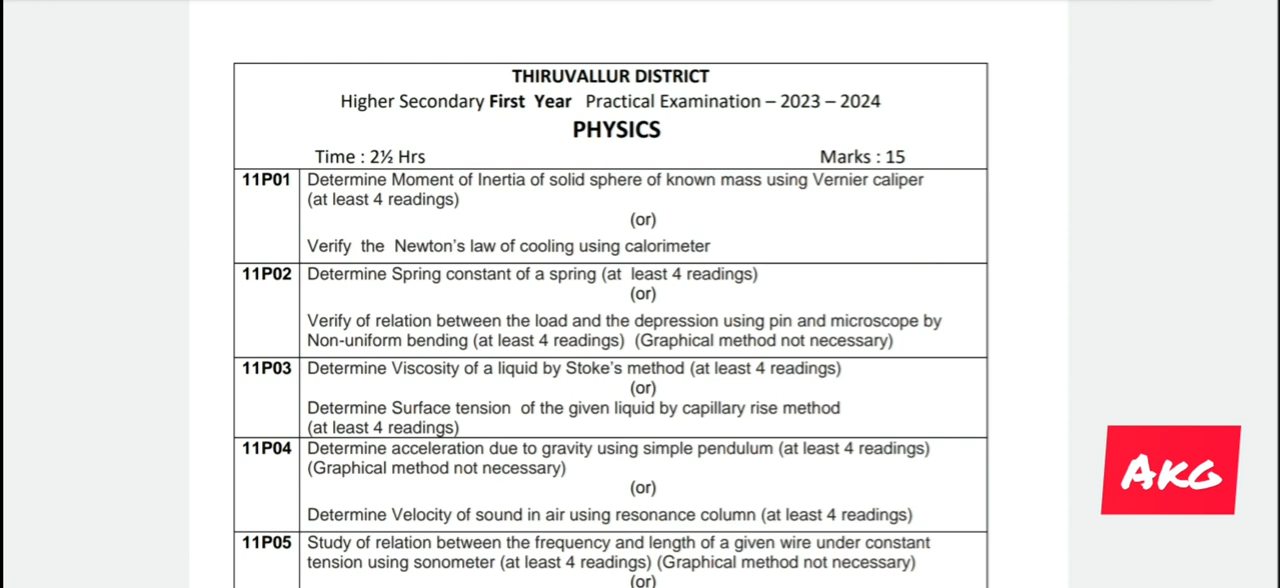 THIRUVALLUR DISTRICT
Higher Secondary First Year Practical Examination – 2023 – 2024
PHYSICS
Time : 2½ Hrs Marks : 15
11P01 Determine Moment of Inertia of solid sphere of known mass using Vernier caliper
(at least 4 readings)
(or)
Verify the Newton's law of cooling using calorimeter
11P02 Determine Spring constant of a spring (at least 4 readings)
(or)
Verify of relation between the load and the depression using pin and microscope by
Non-uniform bending (at least 4 readings) (Graphical method not necessary)
11P03 Determine Viscosity of a liquid by Stoke's method (at least 4 readings)
(or)
Determine Surface tension of the given liquid by capillary rise method
(at least 4 readings)
11P04 Determine acceleration due to gravity using simple pendulum (at least 4 readings)
(Graphical method not necessary)
(or)
Determine Velocity of sound in air using resonance column (at least 4 readings)
11P05 Study of relation between the frequency and length of a given wire under constant
tension using sonometer (at least 4 readings) (Graphical method not necessary)
(or)
AKG